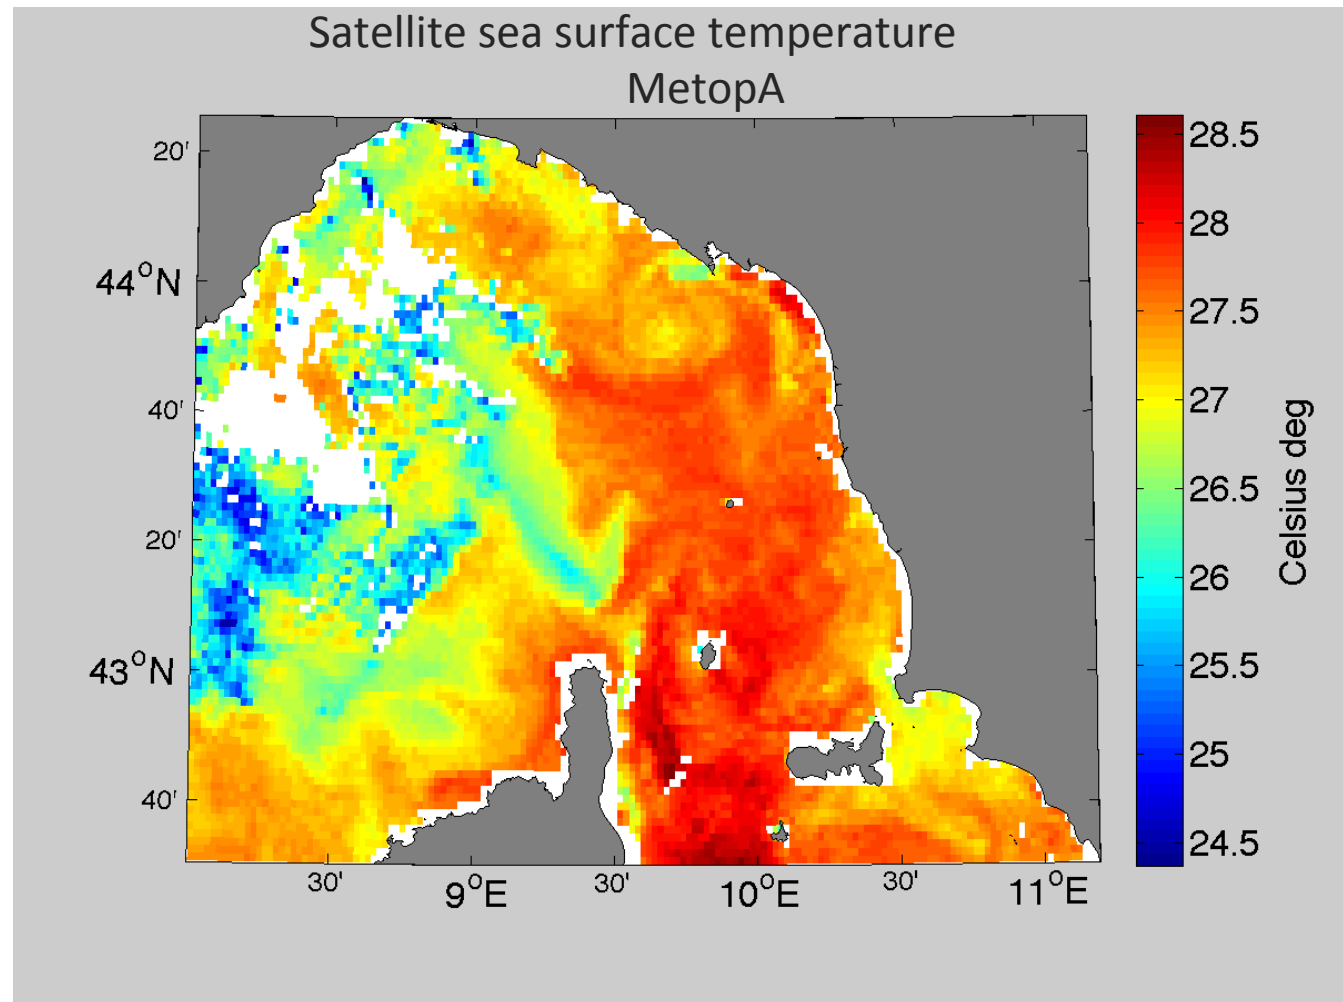 Satellite sea surface temperature
MetopA
20'
44°N
40'
20'
43°N
40'
30'
9°E
30'
10°E
30'
11°E
28.5
28
27.5
27
26.5
26
25.5
25
24.5
Celsius deg